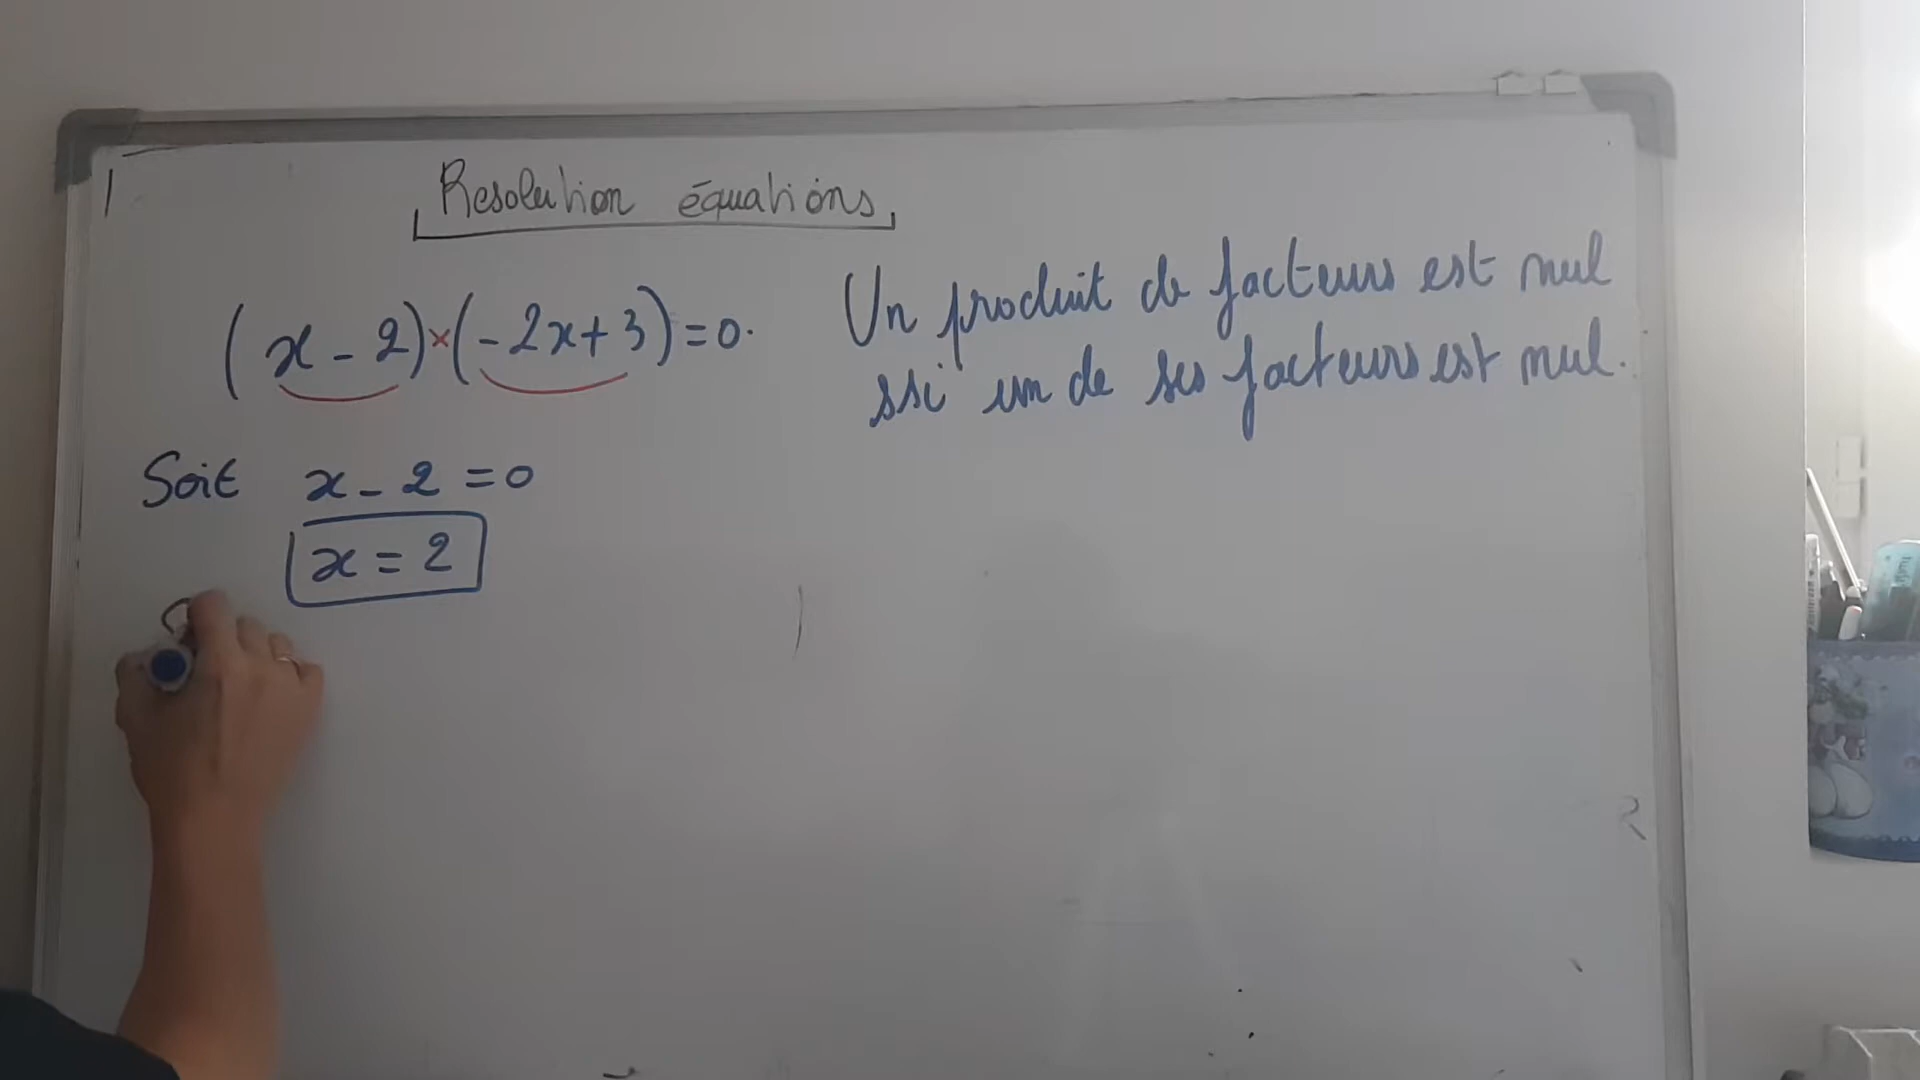 Resolution équations
(x - 2)×(-2x+3)=0.
Un produit de facteurs est nul
ssi un de ses facteurs est nul.
Soit x - 2 = 0
x = 2